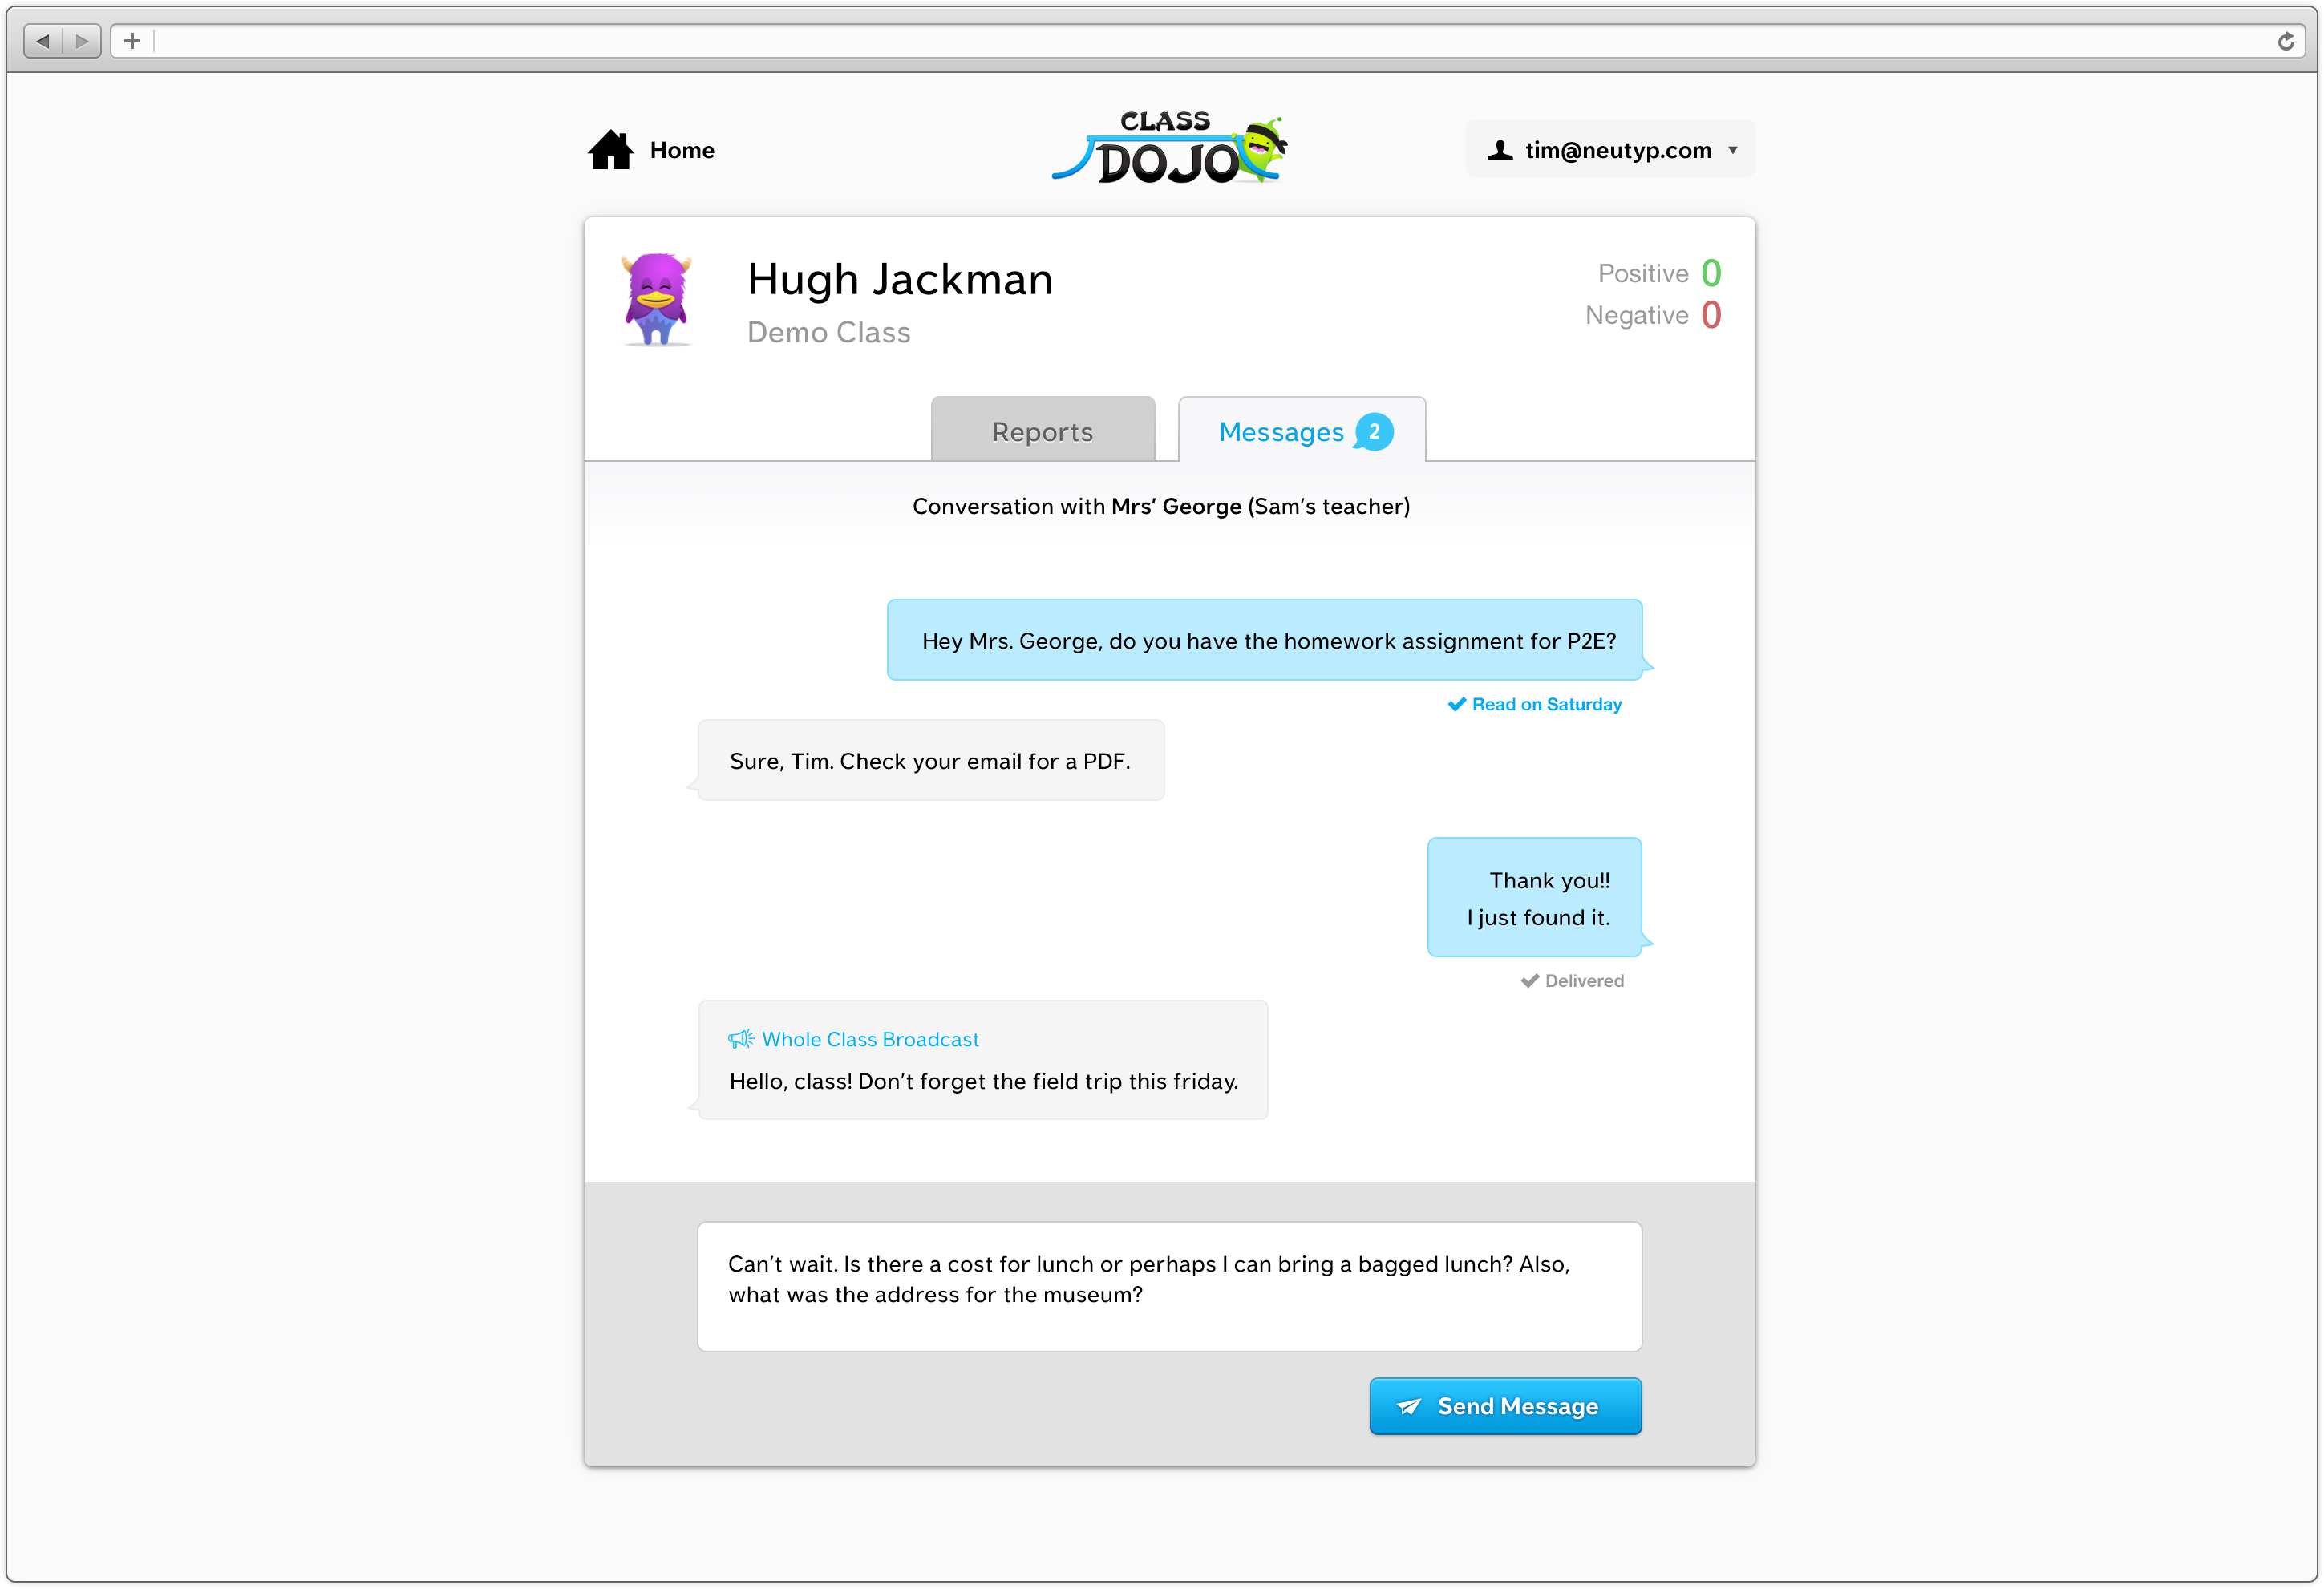 Home
CLASS
DOJO
tim@neutyp.com
Hugh Jackman
Demo Class
Positive 0
Negative 0
Reports
Messages 2
Conversation with Mrs’ George (Sam’s teacher)
Hey Mrs. George, do you have the homework assignment for P2E?
Read on Saturday
Sure, Tim. Check your email for a PDF.
Thank you!!
I just found it.
Delivered
Whole Class Broadcast
Hello, class! Don’t forget the field trip this friday.
Can’t wait. Is there a cost for lunch or perhaps I can bring a bagged lunch? Also,
what was the address for the museum?
Send Message